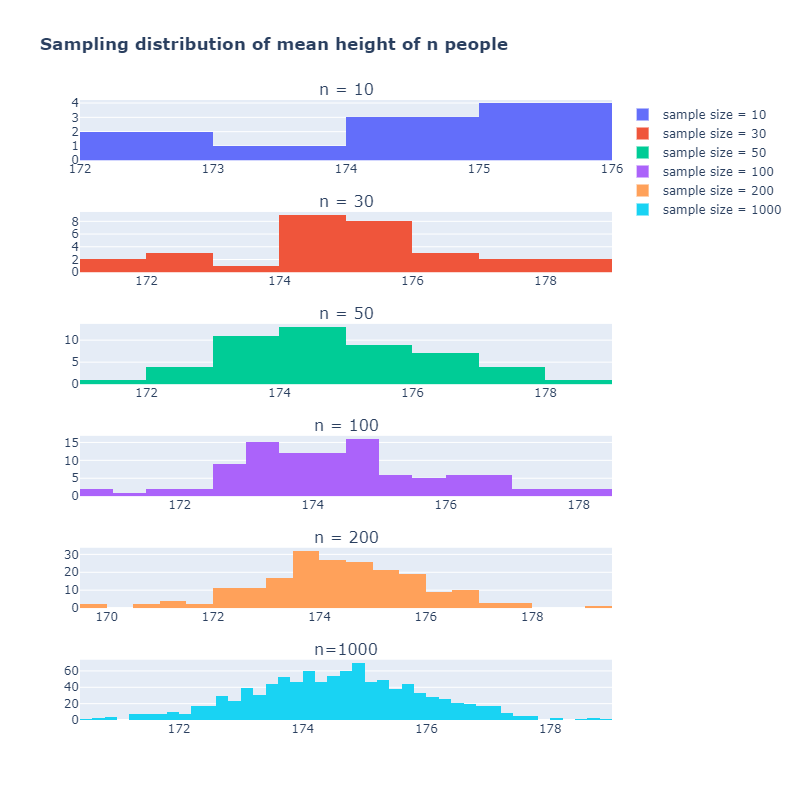 Sampling distribution of mean height of n people
n = 10
4
3
2
1
0
172 173 174 175 176
sample size = 10
sample size = 30
sample size = 50
sample size = 100
sample size = 200
sample size = 1000
n = 30
8
6
4
2
0
172 174 176 178
n = 50
10
5
0
172 174 176 178
n = 100
15
10
5
0
172 174 176 178
n = 200
30
20
10
0
170 172 174 176 178
n=1000
60
40
20
0
172 174 176 178